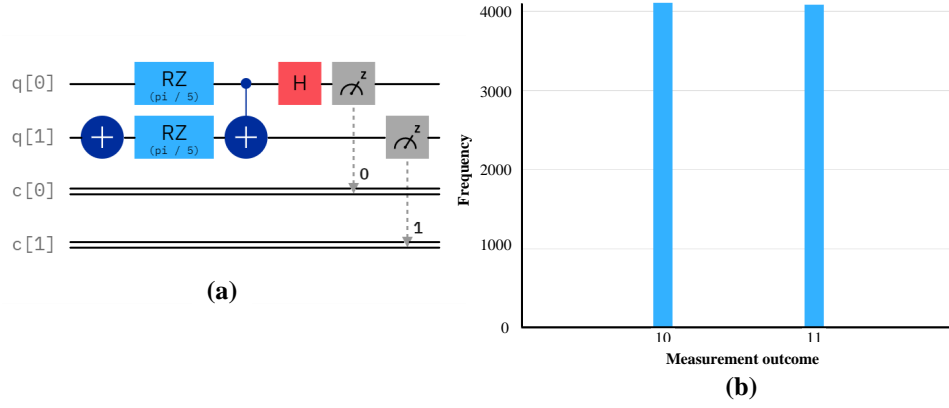 q[0]
RZ
(pi / 5)
H
z
q[1]
RZ
(pi / 5)
z
c[0]
0
c[1]
1
(a)
Frequency
4000
3000
2000
1000
0
10
11
Measurement outcome
(b)